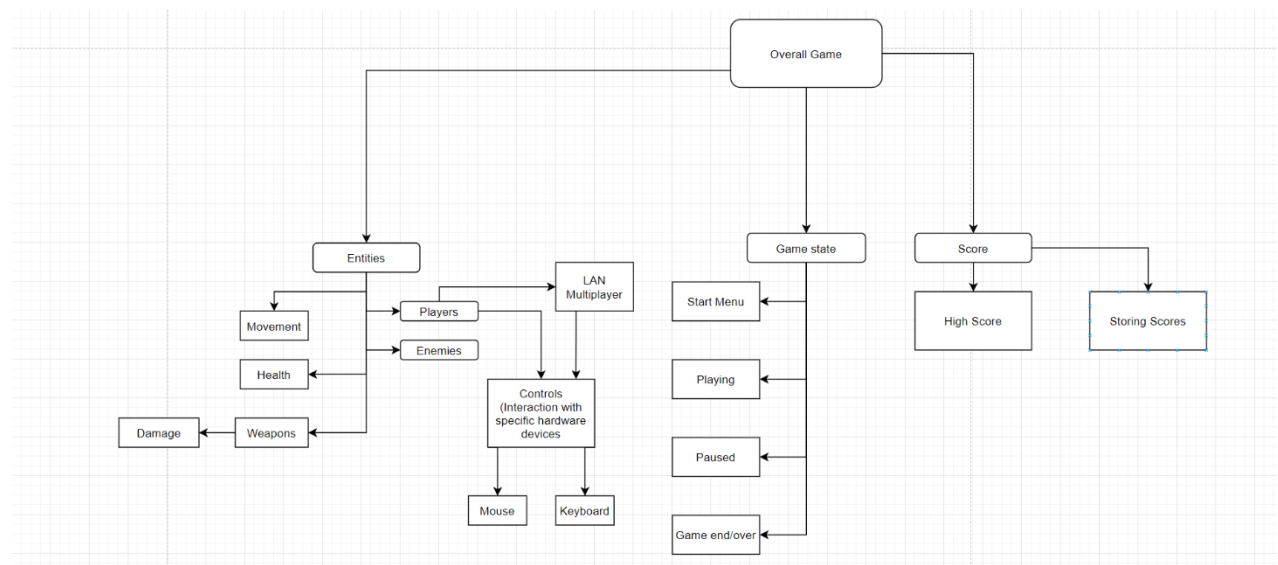 Overall Game
Entities
Game state
Score
LAN
Multiplayer
Start Menu
Players
Movement
High Score
Storing Scores
Enemies
Health
Playing
Controls
(Interaction with
specific hardware
devices
Damage
Weapons
Paused
Mouse
Keyboard
Game end/over